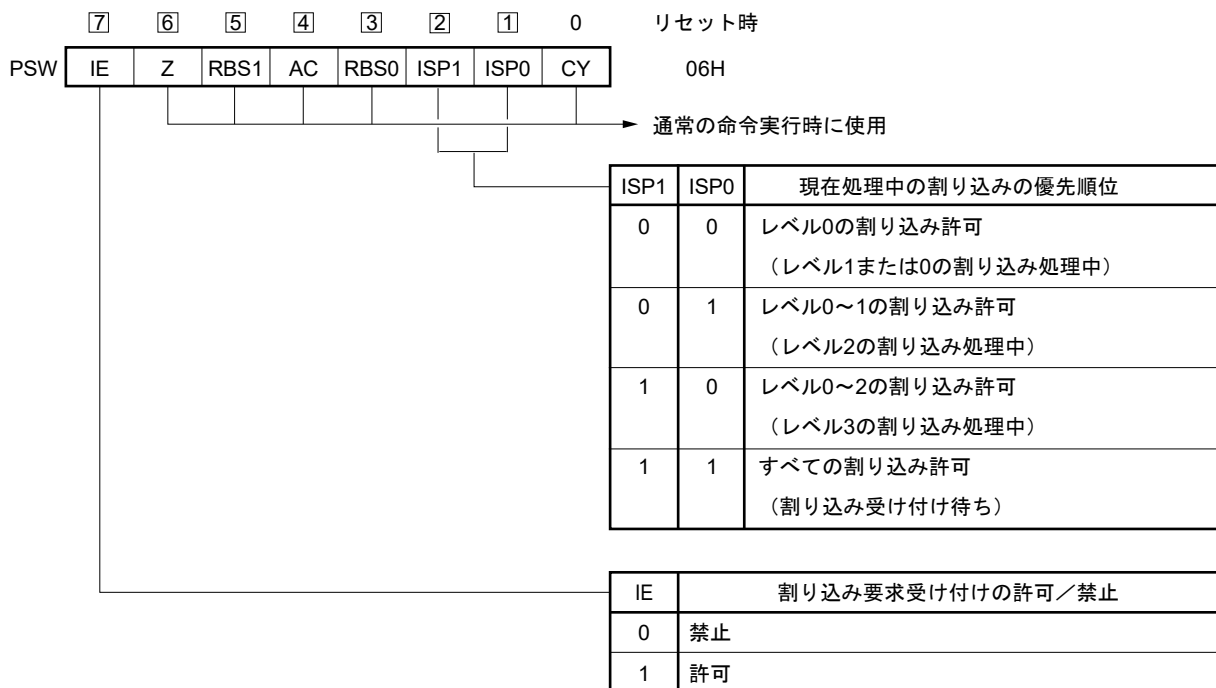 7 6 5 4 3 2 1 0 リセット時
PSW IE Z RBS1 AC RBS0 ISP1 ISP0 CY 06H
通常の命令実行時に使用
ISP1 ISP0 現在処理中の割り込みの優先順位
0 0 レベル0の割り込み許可
（レベル1または0の割り込み処理中）
0 1 レベル0～1の割り込み許可
（レベル2の割り込み処理中）
1 0 レベル0～2の割り込み許可
（レベル3の割り込み処理中）
1 1 すべての割り込み許可
（割り込み受け付け待ち）
IE 割り込み要求受け付けの許可／禁止
0 禁止
1 許可